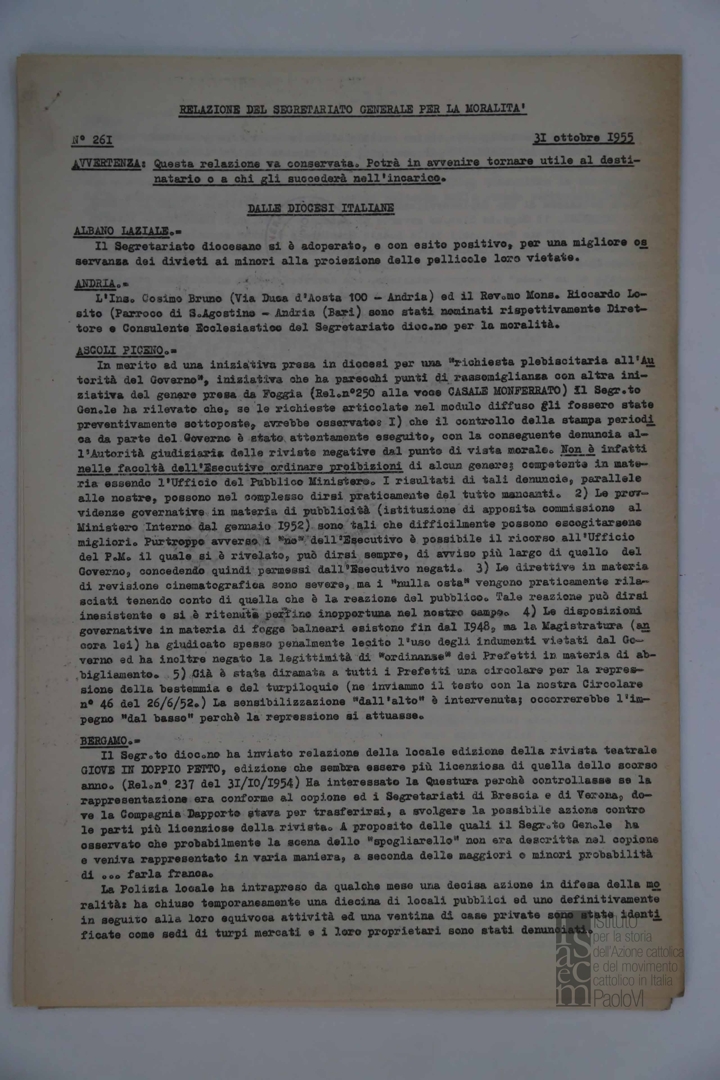 RELAZIONE DEL SEGRETARIATO GENERALE PER LA MORALITA'
N° 26I 3I ottobre I955
AVVERTENZA: Questa relazione va conservata. Potrà in avvenire tornare utile al desti-
natario o a chi gli succederà nell'incarico.
DALLE DIOCESI ITALIANE
ALBANO LAZIALE.=
Il Segretariato diocesano si è adoperato, e con esito positivo, per una migliore os
servanza dei divieti ai minori alla proiezione delle pellicole loro vietate.
ANDRIA.=
L'Ins. Cosimo Bruno (Via Duca d'Aosta 100 - Andria) ed il Rev.mo Mons. Riccardo Lo-
sito (Parroco di S.Agostino - Andria (Bari) sono stati nominati rispettivamente Diret-
tore e Consulente Ecclesiastico del Segretariato dioc.no per la moralità.
ASCOLI PICENO.=
In merito ad una iniziativa presa in diocesi per una "richiesta plebiscitaria all'Au
torità del Governo", iniziativa che ha parecchi punti di rassomiglianza con altra ini-
ziativa del genere presa da Foggia (Rel.n°250 alla voce CASALE MONFERRATO) il Segr.to
Gen.le ha rilevato che, se le richieste articolate nel modulo diffuso gli fossero state
preventivamente sottoposte, avrebbe osservato: I) che il controllo della stampa periodi
ca da parte del Governo è stato attentamente eseguito, con la conseguente denuncia al-
l'Autorità giudiziaria delle riviste negative dal punto di vista morale. Non è infatti
nelle facoltà dell'Esecutivo ordinare proibizioni di alcun genere; competente in mate-
ria essendo l'Ufficio del Pubblico Ministero. I risultati di tali denuncie, parallele
alle nostre, possono nel complesso dirsi praticamente del tutto mancanti. 2) Le prov-
videnze governative in materia di pubblicità (istituzione di apposita commissione al
Ministero Interno dal gennaio I952) sono tali che difficilmente possono escogitarsene
migliori. Purtroppo avverso i "no" dell'Esecutivo è possibile il ricorso all'Ufficio
del P.M. il quale si è rivelato, può dirsi sempre, di avviso più largo di quello del
Governo, concedendo quindi permessi dall'Esecutivo negati. 3) Le direttive in materia
di revisione cinematografica sono severe, ma i "nulla osta" vengono praticamente rila-
sciati tenendo conto di quella che è la reazione del pubblico. Tale reazione può dirsi
inesistente e si è ritenuta perfino inopportuna nel nostro campo. 4) Le disposizioni
governative in materia di fogge balneari esistono fin dal I948, ma la Magistratura (an
cora lei) ha giudicato spesso penalmente lecito l'uso degli indumenti vietati dal Go-
verno ed ha inoltre negato la legittimità di "ordinanze" dei Prefetti in materia di ab-
bigliamento. 5) Già è stata diramata a tutti i Prefetti una circolare per la repres-
sione della bestemmia e del turpiloquio (ne inviammo il testo con la nostra Circolare
n° 46 del 26/6/52.) La sensibilizzazione "dall'alto" è intervenuta; occorrerebbe l'im-
pegno "dal basso" perchè la repressione si attuasse.
BERGAMO.=
Il Segr.to dioc.no ha inviato relazione della locale edizione della rivista teatrale
GIOVE IN DOPPIO PETTO, edizione che sembra essere più licenziosa di quella dello scorso
anno. (Rel.n° 237 del 3I/I0/I954) Ha interessato la Questura perchè controllasse se la
rappresentazione era conforme al copione ed i Segretariati di Brescia e di Verona, do-
ve la Compagnia Dapporto stava per trasferirsi, a svolgere la possibile azione contro
le parti più licenziose della rivista. A proposito delle quali il Segr.to Gen.le ha
osservato che probabilmente la scena dello "spogliarello" non era descritta nel copione
e veniva rappresentato in varia maniera, a seconda delle maggiori o minori probabilità
di ... farla franca.
La Polizia locale ha intrapreso da qualche mese una decisa azione in difesa della mo
ralità: ha chiuso temporaneamente una diecina di locali pubblici ed uno definitivamente
in seguito alla loro equivoca attività ed una ventina di case private sono state identi
ficate come sedi di turpi mercati e i loro proprietari sono stati denunciati.
isacem
Istituto
per la storia
dell'Azione cattolica
e del movimento
cattolico in Italia
PaoloVI